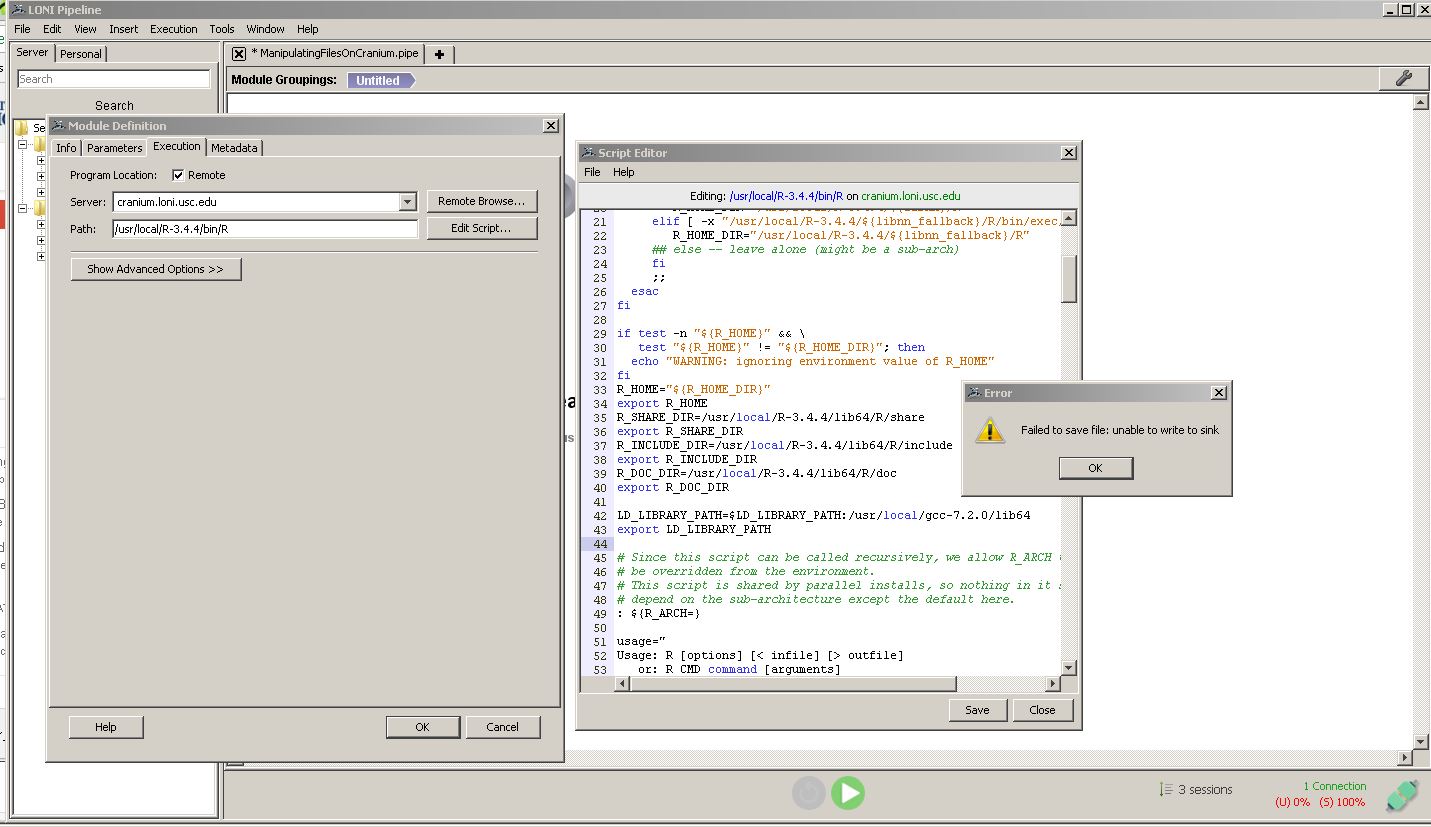 LONI Pipeline
File Edit View Insert Execution Tools Window Help
Server Personal
* ManipulatingFilesOnCranium.pipe
Search
Module Groupings: Untitled
Search
Se
Module Definition
Info Parameters Execution Metadata
Program Location: Remote
Server: cranium.loni.usc.edu Remote Browse...
Path: /usr/local/R-3.4.4/bin/R Edit Script...
Show Advanced Options >>
Help OK Cancel
Script Editor
File Help
Editing: /usr/local/R-3.4.4/bin/R on cranium.loni.usc.edu
21 elif [ -x "/usr/local/R-3.4.4/${libnn_fallback}/R/bin/exec
22 R_HOME_DIR="/usr/local/R-3.4.4/${libnn_fallback}/R"
23 ## else -- leave alone (might be a sub-arch)
24 fi
25 ;;
26 esac
27 fi
28
29 if test -n "${R_HOME}" && \
30 test "${R_HOME}" != "${R_HOME_DIR}"; then
31 echo "WARNING: ignoring environment value of R_HOME"
32 fi
33 R_HOME="${R_HOME_DIR}"
34 export R_HOME
35 R_SHARE_DIR=/usr/local/R-3.4.4/lib64/R/share
36 export R_SHARE_DIR
37 R_INCLUDE_DIR=/usr/local/R-3.4.4/lib64/R/include
38 export R_INCLUDE_DIR
39 R_DOC_DIR=/usr/local/R-3.4.4/lib64/R/doc
40 export R_DOC_DIR
41
42 LD_LIBRARY_PATH=$LD_LIBRARY_PATH:/usr/local/gcc-7.2.0/lib64
43 export LD_LIBRARY_PATH
44
45 # Since this script can be called recursively, we allow R_ARCH
46 # be overridden from the environment.
47 # This script is shared by parallel installs, so nothing in it
48 # depend on the sub-architecture except the default here.
49 : ${R_ARCH=}
50
51 usage="
52 Usage: R [options] [< infile] [> outfile]
53 or: R CMD command [arguments]
Save Close
Error
Failed to save file: unable to write to sink
OK
3 sessions
1 Connection
(U) 0% (S) 100%